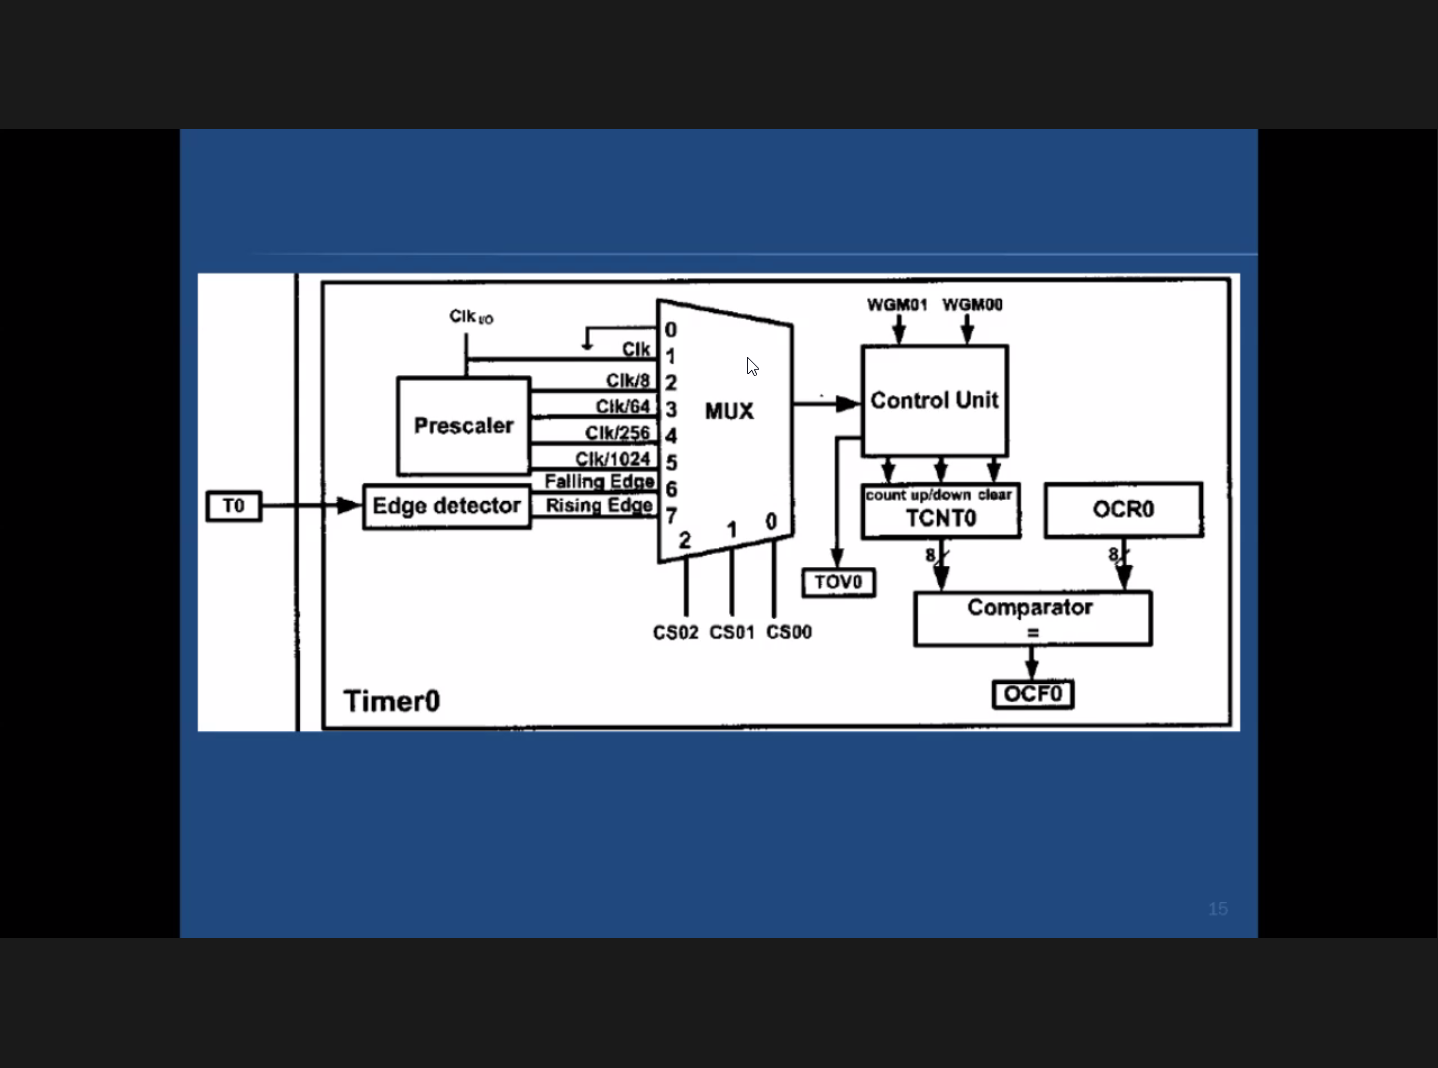 WGM01 WGM00
Clk I/O
0
Clk 1
Clk/8 2
Clk/64 3
Clk/256 4
Clk/1024 5
Falling Edge 6
Rising Edge 7
Prescaler
MUX
Control Unit
T0
Edge detector
2 1 0
count up/down clear
TCNT0
OCR0
8
8
TOV0
Comparator
=
CS02 CS01 CS00
OCF0
Timer0
15